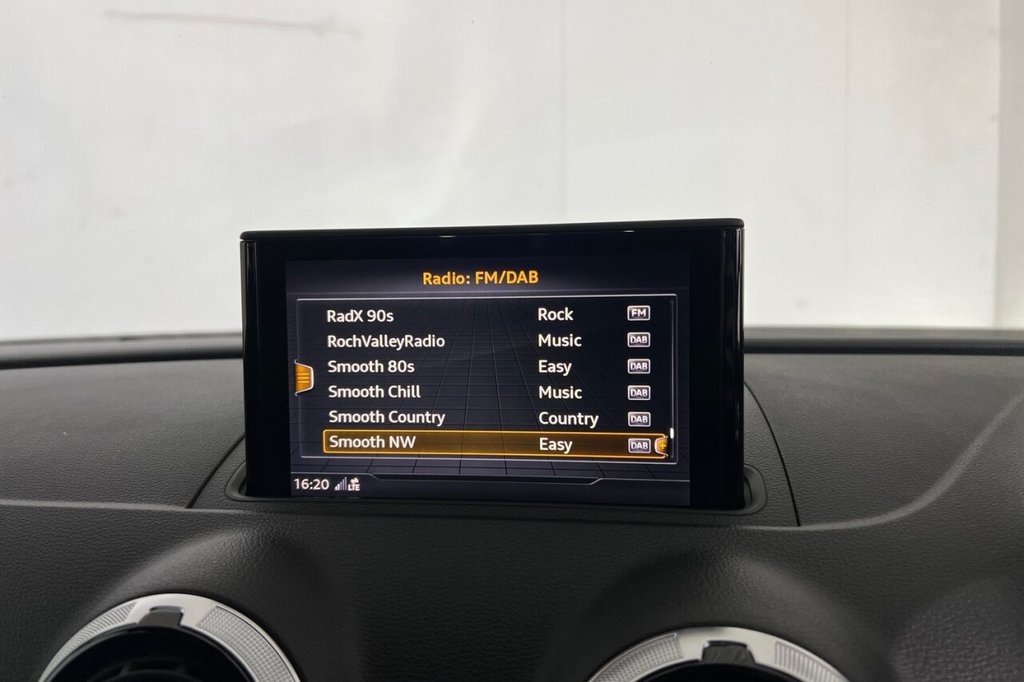 Radio: FM/DAB
RadX 90s Rock FM
RochValleyRadio Music DAB
Smooth 80s Easy DAB
Smooth Chill Music DAB
Smooth Country Country DAB
Smooth NW Easy DAB
16:20 LTE